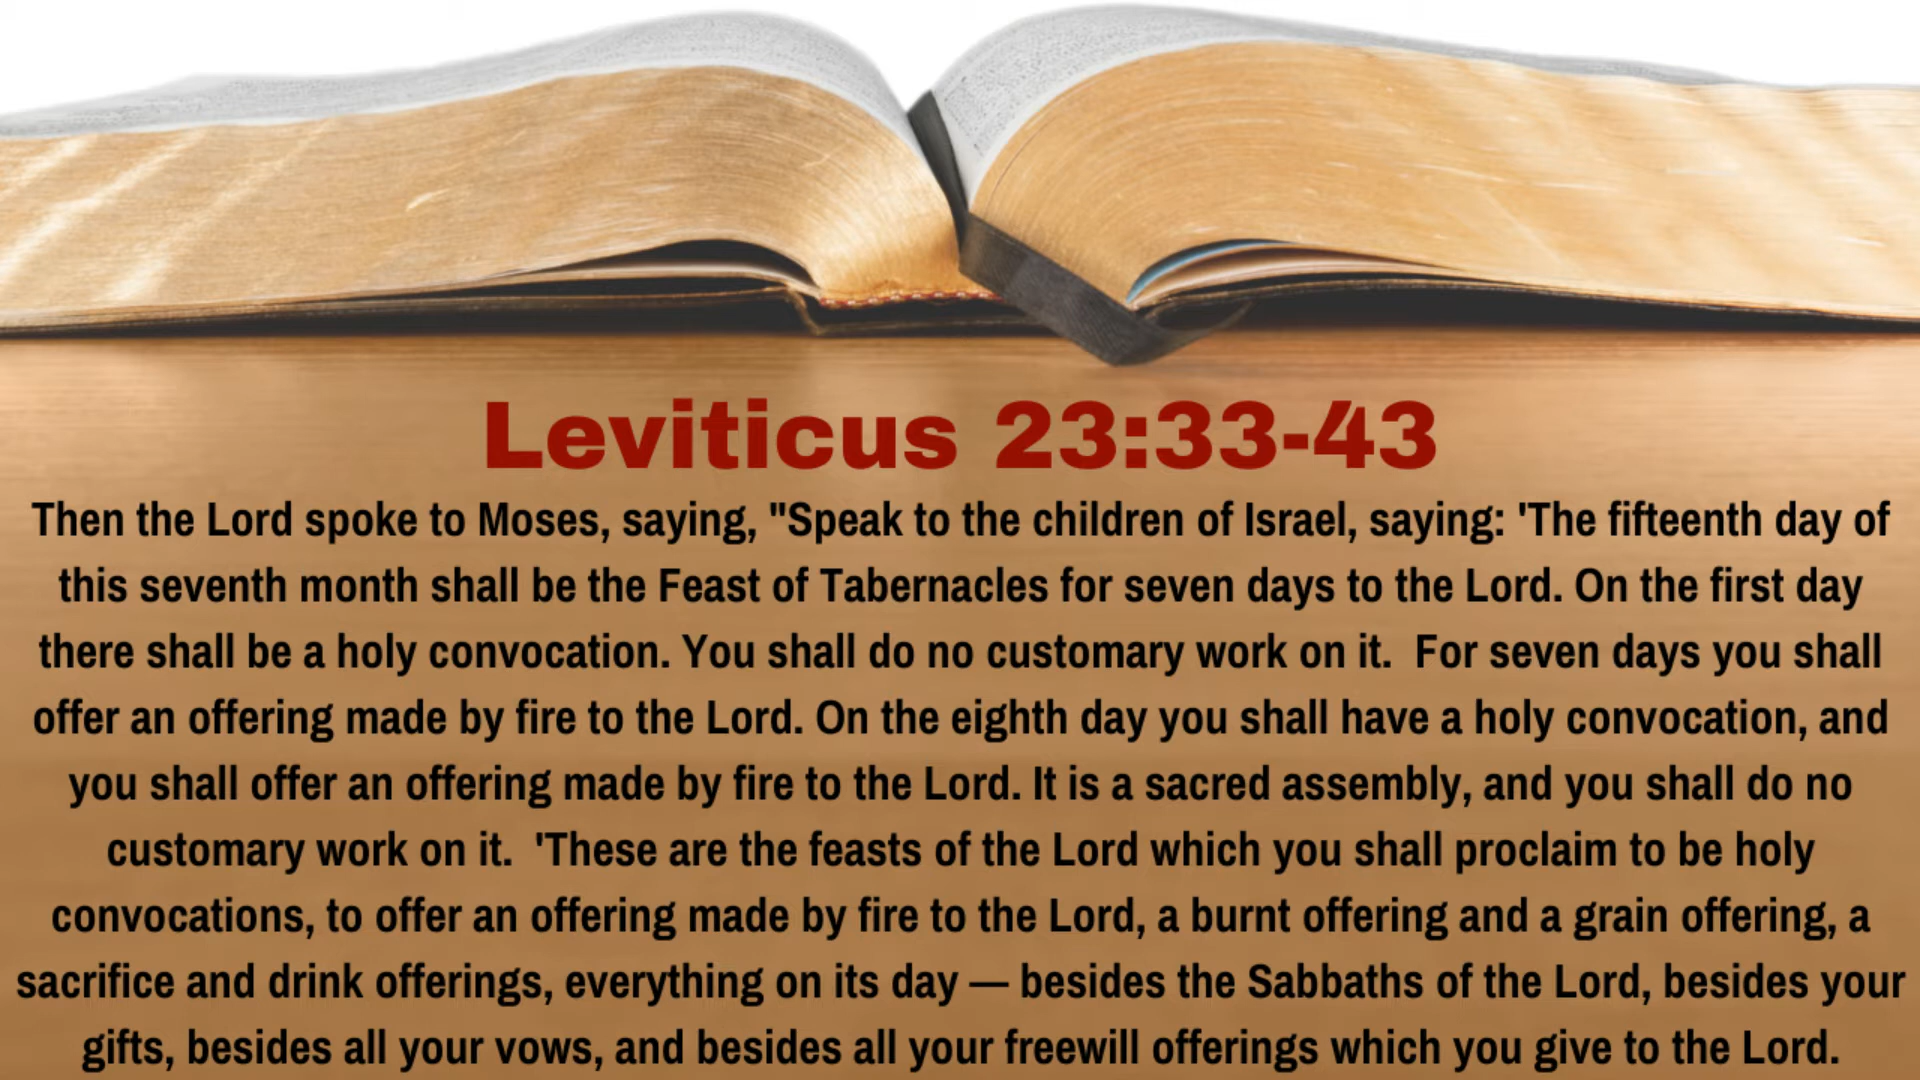 Leviticus 23:33-43
Then the Lord spoke to Moses, saying, "Speak to the children of Israel, saying: 'The fifteenth day of
this seventh month shall be the Feast of Tabernacles for seven days to the Lord. On the first day
there shall be a holy convocation. You shall do no customary work on it.  For seven days you shall
offer an offering made by fire to the Lord. On the eighth day you shall have a holy convocation, and
you shall offer an offering made by fire to the Lord. It is a sacred assembly, and you shall do no
customary work on it.  'These are the feasts of the Lord which you shall proclaim to be holy
convocations, to offer an offering made by fire to the Lord, a burnt offering and a grain offering, a
sacrifice and drink offerings, everything on its day — besides the Sabbaths of the Lord, besides your
gifts, besides all your vows, and besides all your freewill offerings which you give to the Lord.